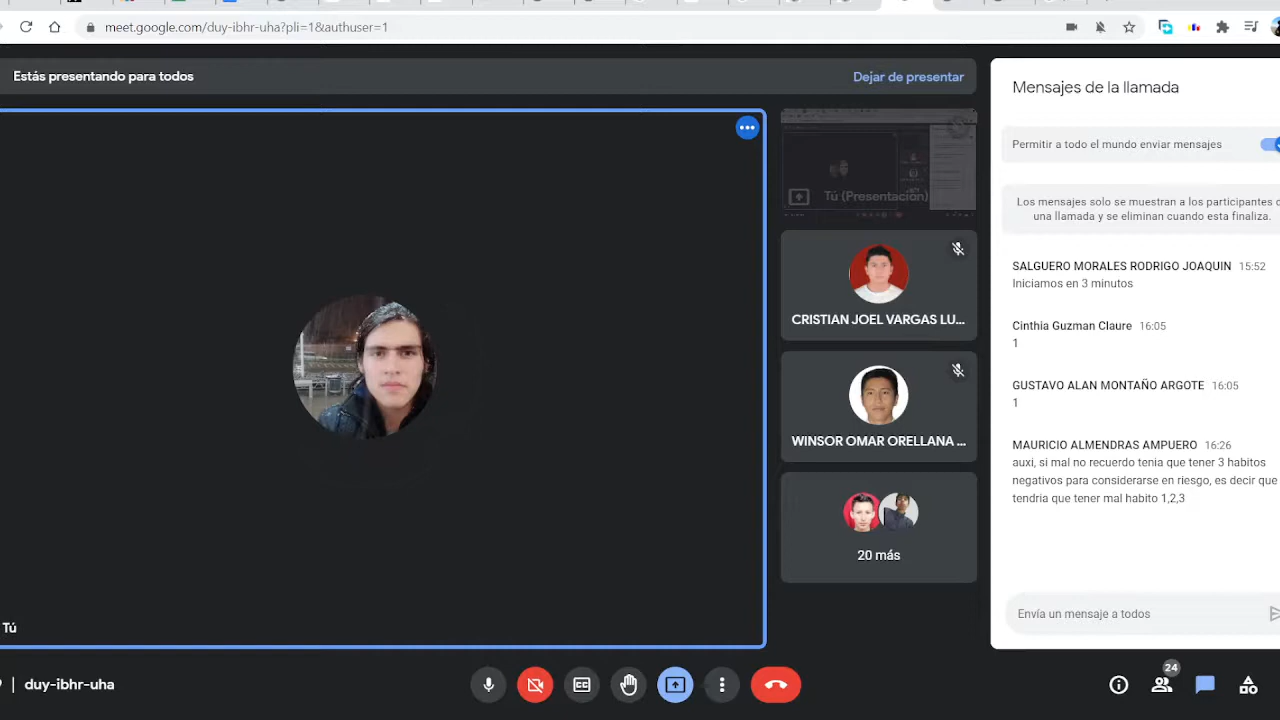 meet.google.com/duy-ibhr-uha?pli=1&authuser=1
Estás presentando para todos
Dejar de presentar
Tú (Presentación)
CRISTIAN JOEL VARGAS LU...
WINSOR OMAR ORELLANA ...
20 más
Tú
duy-ibhr-uha
Mensajes de la llamada
Permitir a todo el mundo enviar mensajes
Los mensajes solo se muestran a los participantes de
una llamada y se eliminan cuando esta finaliza.
SALGUERO MORALES RODRIGO JOAQUIN 15:52
Iniciamos en 3 minutos
Cinthia Guzman Claure 16:05
1
GUSTAVO ALAN MONTAÑO ARGOTE 16:05
1
MAURICIO ALMENDRAS AMPUERO 16:26
auxi, si mal no recuerdo tenia que tener 3 habitos
negativos para considerarse en riesgo, es decir que
tendria que tener mal habito 1,2,3
Envía un mensaje a todos
24